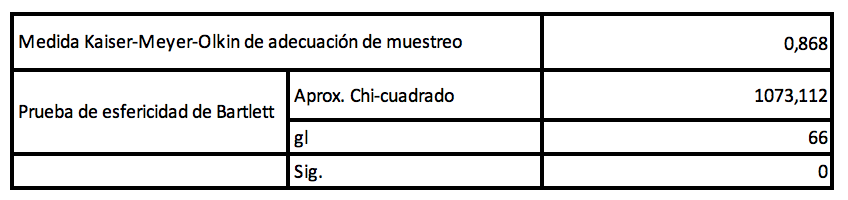 Medida Kaiser-Meyer-Olkin de adecuación de muestreo 0,868
Prueba de esfericidad de Bartlett Aprox. Chi-cuadrado 1073,112
gl 66
Sig. 0